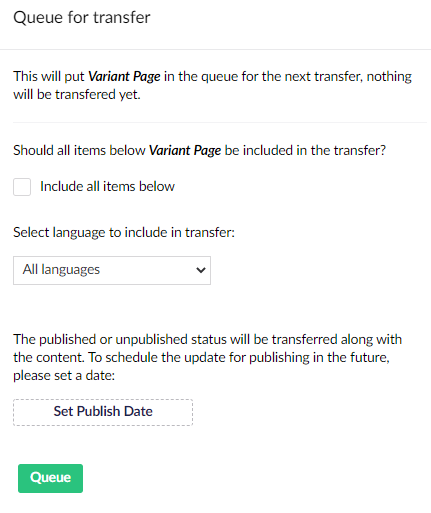 Queue for transfer
This will put Variant Page in the queue for the next transfer, nothing
will be transfered yet.
Should all items below Variant Page be included in the transfer?
Include all items below
Select language to include in transfer:
All languages
The published or unpublished status will be transferred along with
the content. To schedule the update for publishing in the future,
please set a date:
Set Publish Date
Queue